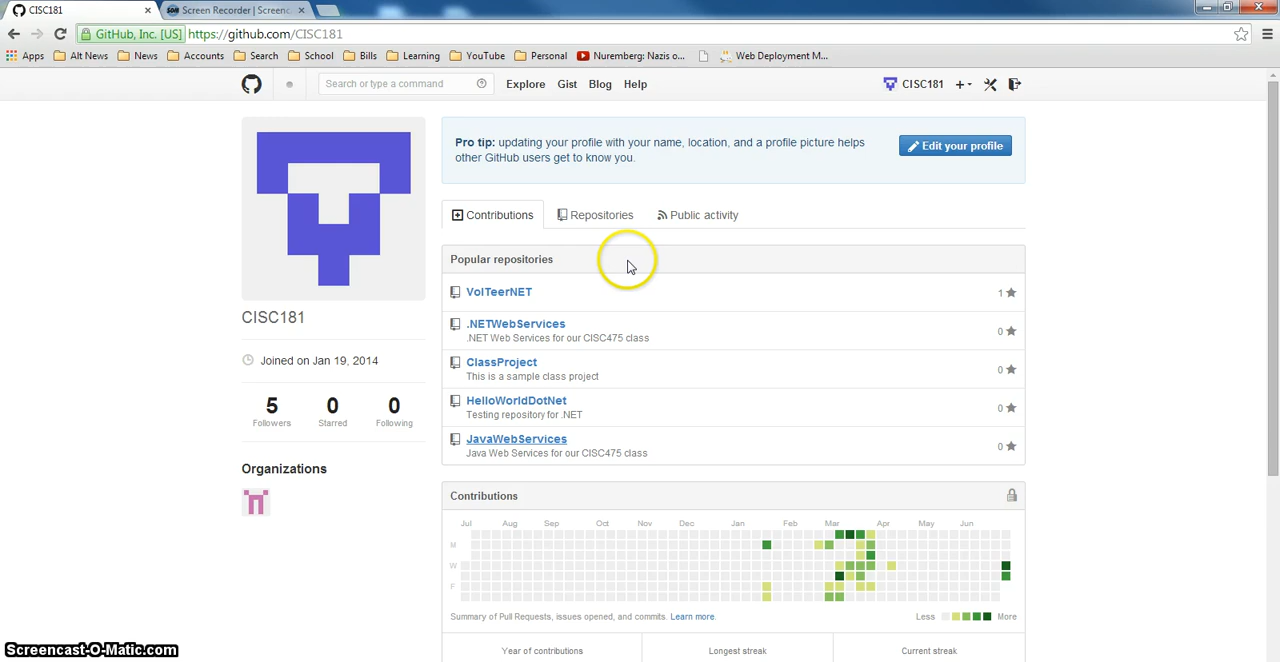 CISC181
Screen Recorder | Screenc
GitHub, Inc. [US] https://github.com/CISC181
Apps Alt News News Accounts Search School Bills Learning YouTube Personal Nuremberg: Nazis o... Web Deployment M...
Search or type a command Explore Gist Blog Help CISC181
Pro tip: updating your profile with your name, location, and a profile picture helps
other GitHub users get to know you.
Edit your profile
Contributions Repositories Public activity
Popular repositories
VolTeerNET 1
.NETWebServices 0
.NET Web Services for our CISC475 class
ClassProject 0
This is a sample class project
HelloWorldDotNet 0
Testing repository for .NET
JavaWebServices 0
Java Web Services for our CISC475 class
CISC181
Joined on Jan 19, 2014
5 0 0
Followers Starred Following
Organizations
Contributions
Jul Aug Sep Oct Nov Dec Jan Feb Mar Apr May Jun
M
W
F
Summary of Pull Requests, issues opened, and commits. Learn more. Less More
Year of contributions Longest streak Current streak
Screencast-O-Matic.com